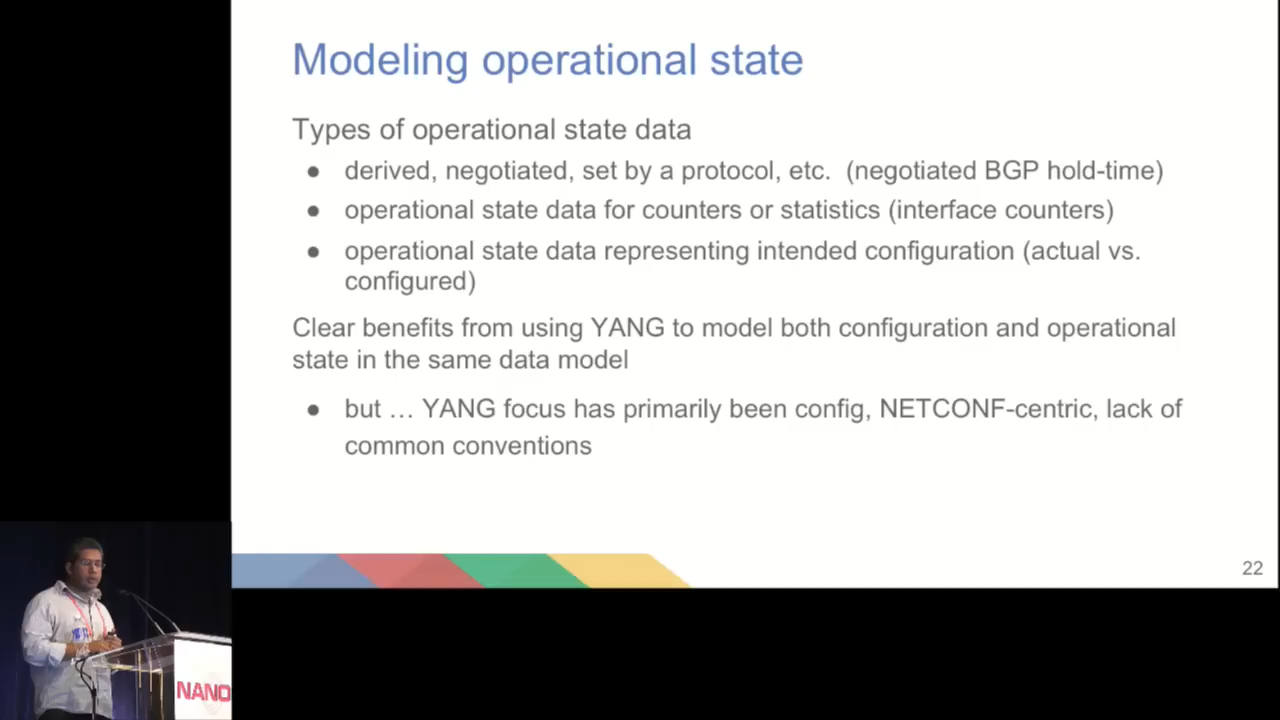 Modeling operational state
Types of operational state data
● derived, negotiated, set by a protocol, etc. (negotiated BGP hold-time)
● operational state data for counters or statistics (interface counters)
● operational state data representing intended configuration (actual vs.
configured)
Clear benefits from using YANG to model both configuration and operational
state in the same data model
● but … YANG focus has primarily been config, NETCONF-centric, lack of
common conventions
22
NANO